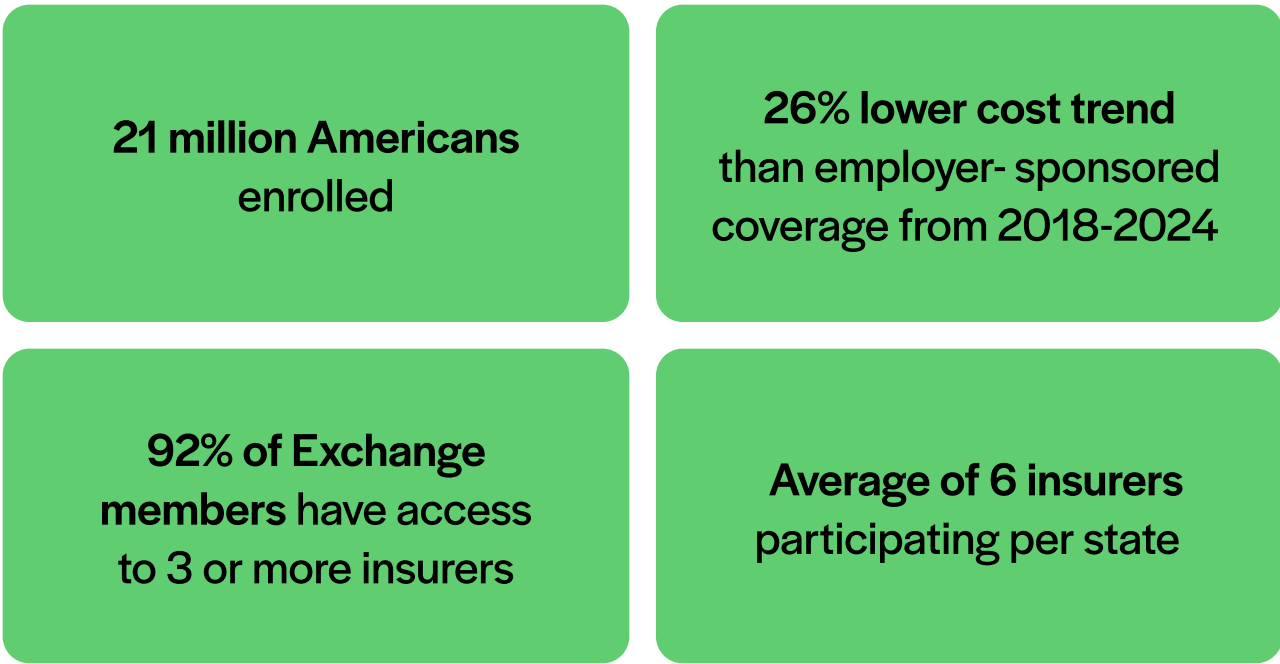 21 million Americans
enrolled
26% lower cost trend
than employer- sponsored
coverage from 2018-2024
92% of Exchange
members have access
to 3 or more insurers
Average of 6 insurers
participating per state